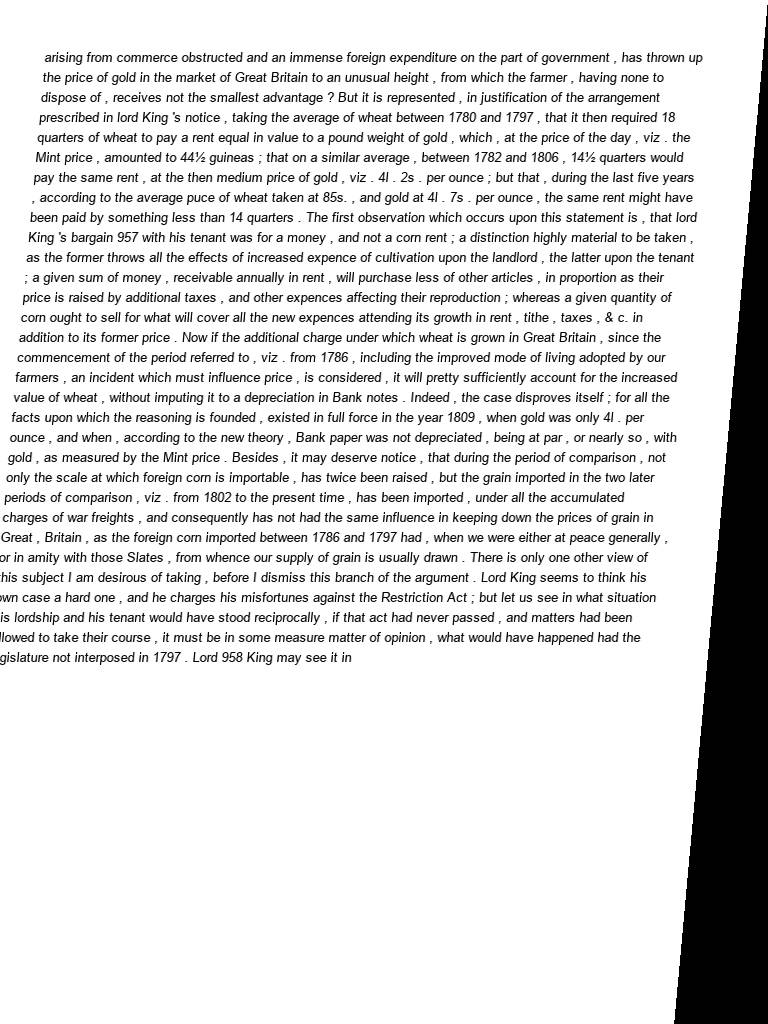 arising from commerce obstructed and an immense foreign expenditure on the part of government , has thrown up
the price of gold in the market of Great Britain to an unusual height , from which the farmer , having none to
dispose of , receives not the smallest advantage ? But it is represented , in justification of the arrangement
prescribed in lord King 's notice , taking the average of wheat between 1780 and 1797 , that it then required 18
quarters of wheat to pay a rent equal in value to a pound weight of gold , which , at the price of the day , viz . the
Mint price , amounted to 44½ guineas ; that on a similar average , between 1782 and 1806 , 14½ quarters would
pay the same rent , at the then medium price of gold , viz . 4l . 2s . per ounce ; but that , during the last five years
, according to the average puce of wheat taken at 85s. , and gold at 4l . 7s . per ounce , the same rent might have
been paid by something less than 14 quarters . The first observation which occurs upon this statement is , that lord
King 's bargain 957 with his tenant was for a money , and not a corn rent ; a distinction highly material to be taken ,
as the former throws all the effects of increased expence of cultivation upon the landlord , the latter upon the tenant
; a given sum of money , receivable annually in rent , will purchase less of other articles , in proportion as their
price is raised by additional taxes , and other expences affecting their reproduction ; whereas a given quantity of
corn ought to sell for what will cover all the new expences attending its growth in rent , tithe , taxes , & c. in
addition to its former price . Now if the additional charge under which wheat is grown in Great Britain , since the
commencement of the period referred to , viz . from 1786 , including the improved mode of living adopted by our
farmers , an incident which must influence price , is considered , it will pretty sufficiently account for the increased
value of wheat , without imputing it to a depreciation in Bank notes . Indeed , the case disproves itself ; for all the
facts upon which the reasoning is founded , existed in full force in the year 1809 , when gold was only 4l . per
ounce , and when , according to the new theory , Bank paper was not depreciated , being at par , or nearly so , with
gold , as measured by the Mint price . Besides , it may deserve notice , that during the period of comparison , not
only the scale at which foreign corn is importable , has twice been raised , but the grain imported in the two later
periods of comparison , viz . from 1802 to the present time , has been imported , under all the accumulated
charges of war freights , and consequently has not had the same influence in keeping down the prices of grain in
Great , Britain , as the foreign corn imported between 1786 and 1797 had , when we were either at peace generally ,
or in amity with those Slates , from whence our supply of grain is usually drawn . There is only one other view of
this subject I am desirous of taking , before I dismiss this branch of the argument . Lord King seems to think his
own case a hard one , and he charges his misfortunes against the Restriction Act ; but let us see in what situation
is lordship and his tenant would have stood reciprocally , if that act had never passed , and matters had been
llowed to take their course , it must be in some measure matter of opinion , what would have happened had the
gislature not interposed in 1797 . Lord 958 King may see it in